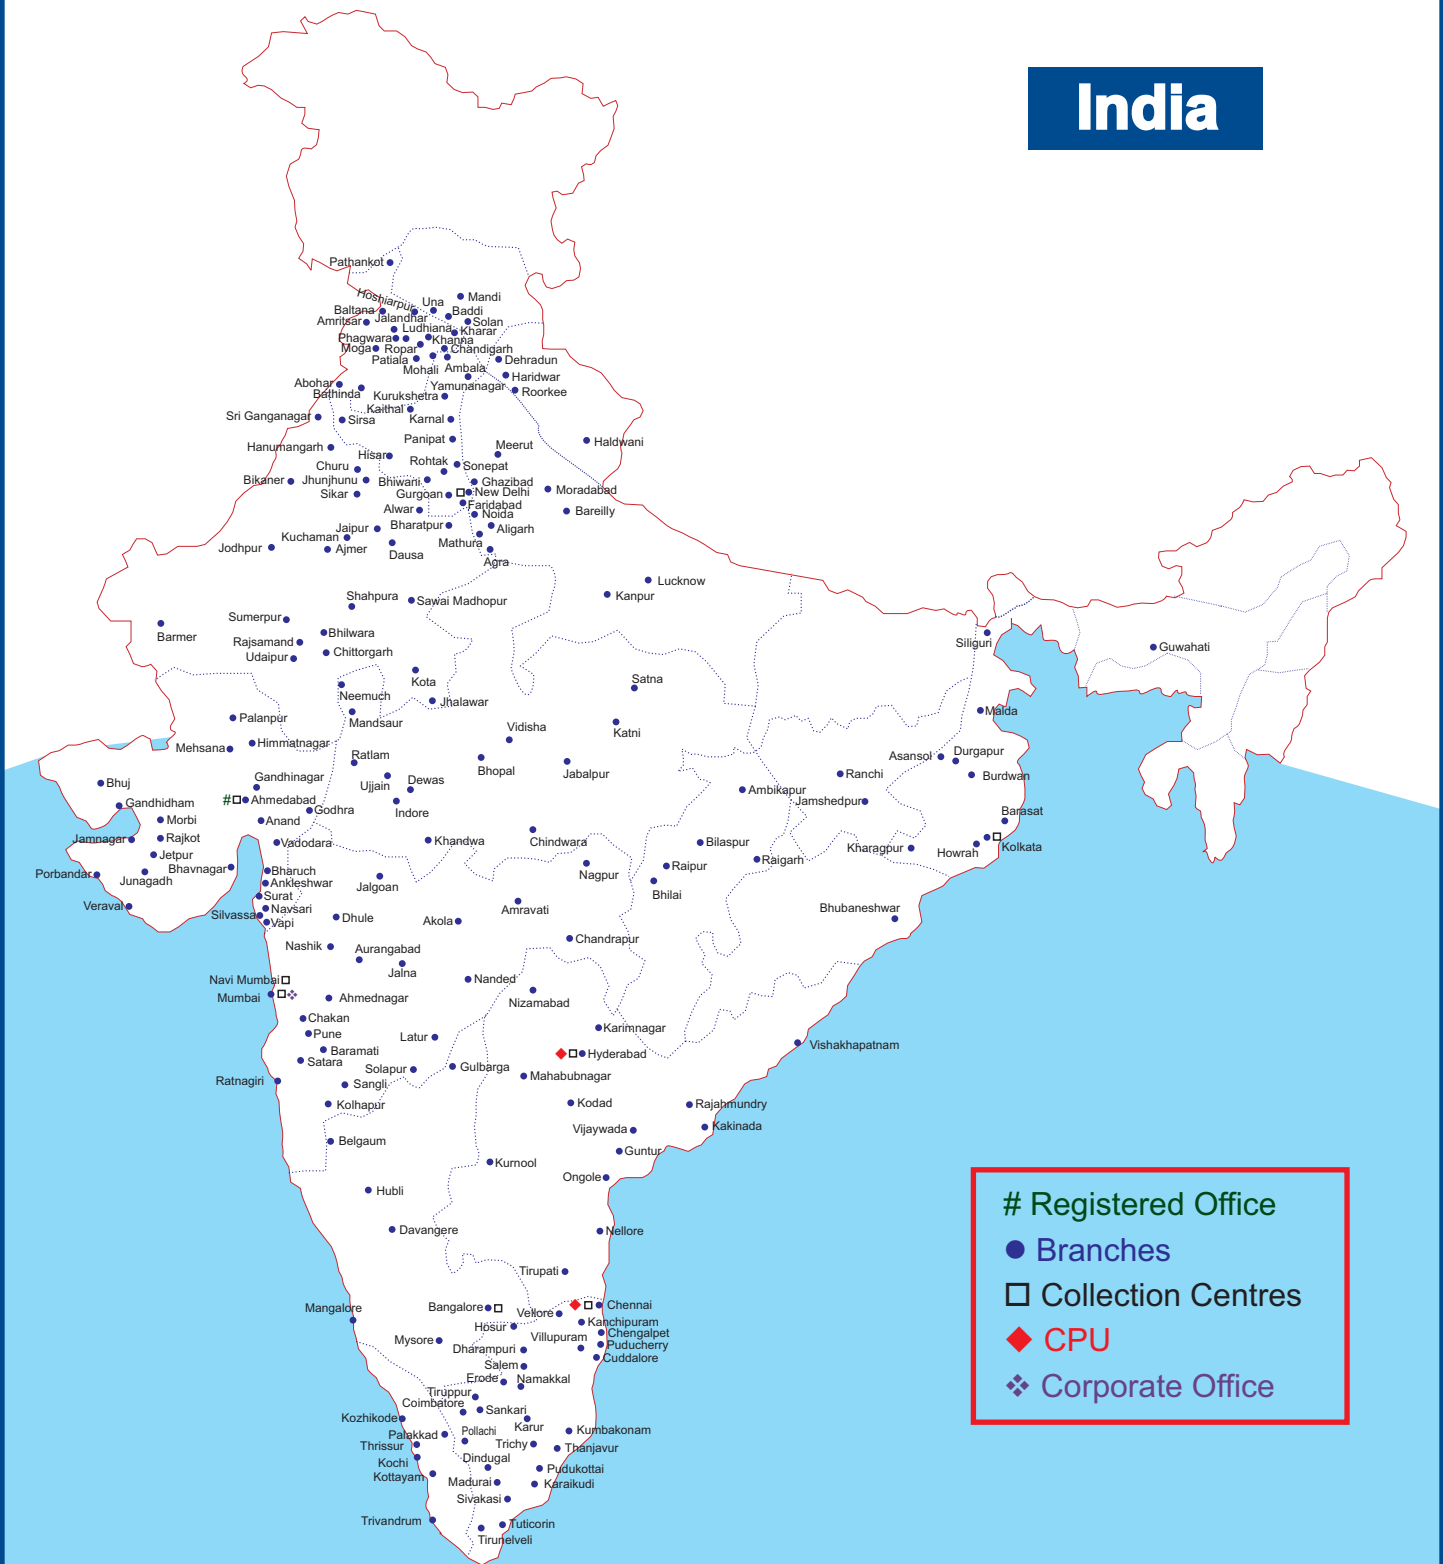 India
Pathankot
Mandi
Hoshiarpur
Una
Baltana
Baddi
Jalandhar
Amritsar
Solan
Ludhiana
Kharar
Phagwara
Khanna
Moga
Ropar
Chandigarh
Patiala
Dehradun
Mohali
Ambala
Haridwar
Abohar
Yamunanagar
Bathinda
Kurukshetra
Roorkee
Kaithal
Sri Ganganagar
Sirsa
Karnal
Panipat
Haldwani
Hanumangarh
Meerut
Hisar
Rohtak
Sonepat
Churu
Bikaner
Jhunjhunu
Bhiwani
Ghazibad
Sikar
Gurgoan
New Delhi
Moradabad
Faridabad
Alwar
Noida
Bareilly
Jaipur
Bharatpur
Aligarh
Kuchaman
Mathura
Jodhpur
Ajmer
Dausa
Agra
Lucknow
Shahpura
Sawai Madhopur
Kanpur
Sumerpur
Barmer
Bhilwara
Rajsamand
Siliguri
Guwahati
Udaipur
Chittorgarh
Kota
Satna
Neemuch
Jhalawar
Malda
Palanpur
Mandsaur
Vidisha
Katni
Mehsana
Himmatnagar
Ratlam
Asansol
Durgapur
Bhopal
Jabalpur
Gandhinagar
Ranchi
Burdwan
Bhuj
Ujjain
Dewas
Ambikapur
Gandhidham
#
Ahmedabad
Jamshedpur
Godhra
Indore
Barasat
Morbi
Anand
Jamnagar
Rajkot
Vadodara
Khandwa
Chindwara
Bilaspur
Kharagpur
Howrah
Kolkata
Jetpur
Raigarh
Porbandar
Junagadh
Bhavnagar
Bharuch
Nagpur
Raipur
Ankleshwar
Jalgoan
Bhilai
Surat
Veraval
Navsari
Amravati
Bhubaneshwar
Silvassa
Vapi
Dhule
Akola
Nashik
Aurangabad
Chandrapur
Jalna
Navi Mumbai
Nanded
Mumbai
Ahmednagar
Nizamabad
Chakan
Karimnagar
Pune
Latur
Vishakhapatnam
Baramati
Hyderabad
Satara
Solapur
Gulbarga
Ratnagiri
Sangli
Mahabubnagar
Kolhapur
Kodad
Rajahmundry
Vijaywada
Kakinada
Belgaum
Guntur
Kurnool
Ongole
Hubli
Davangere
Nellore
Tirupati
Mangalore
Bangalore
Vellore
Chennai
Hosur
Kanchipuram
Mysore
Villupuram
Chengalpet
Dharampuri
Puducherry
Salem
Cuddalore
Erode
Namakkal
Tiruppur
Coimbatore
Sankari
Kozhikode
Karur
Palakkad
Pollachi
Kumbakonam
Thrissur
Trichy
Thanjavur
Kochi
Dindugal
Kottayam
Pudukottai
Madurai
Karaikudi
Sivakasi
Trivandrum
Tuticorin
Tirunelveli
# Registered Office
Branches
Collection Centres
CPU
Corporate Office